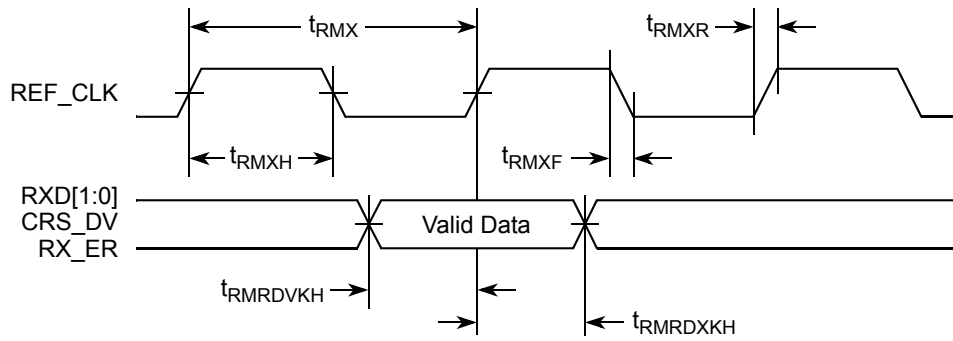 tRMX
tRMXR
REF_CLK
tRMXH
tRMXF
RXD[1:0]
CRS_DV
Valid Data
RX_ER
tRMRDVKH
tRMRDXKH